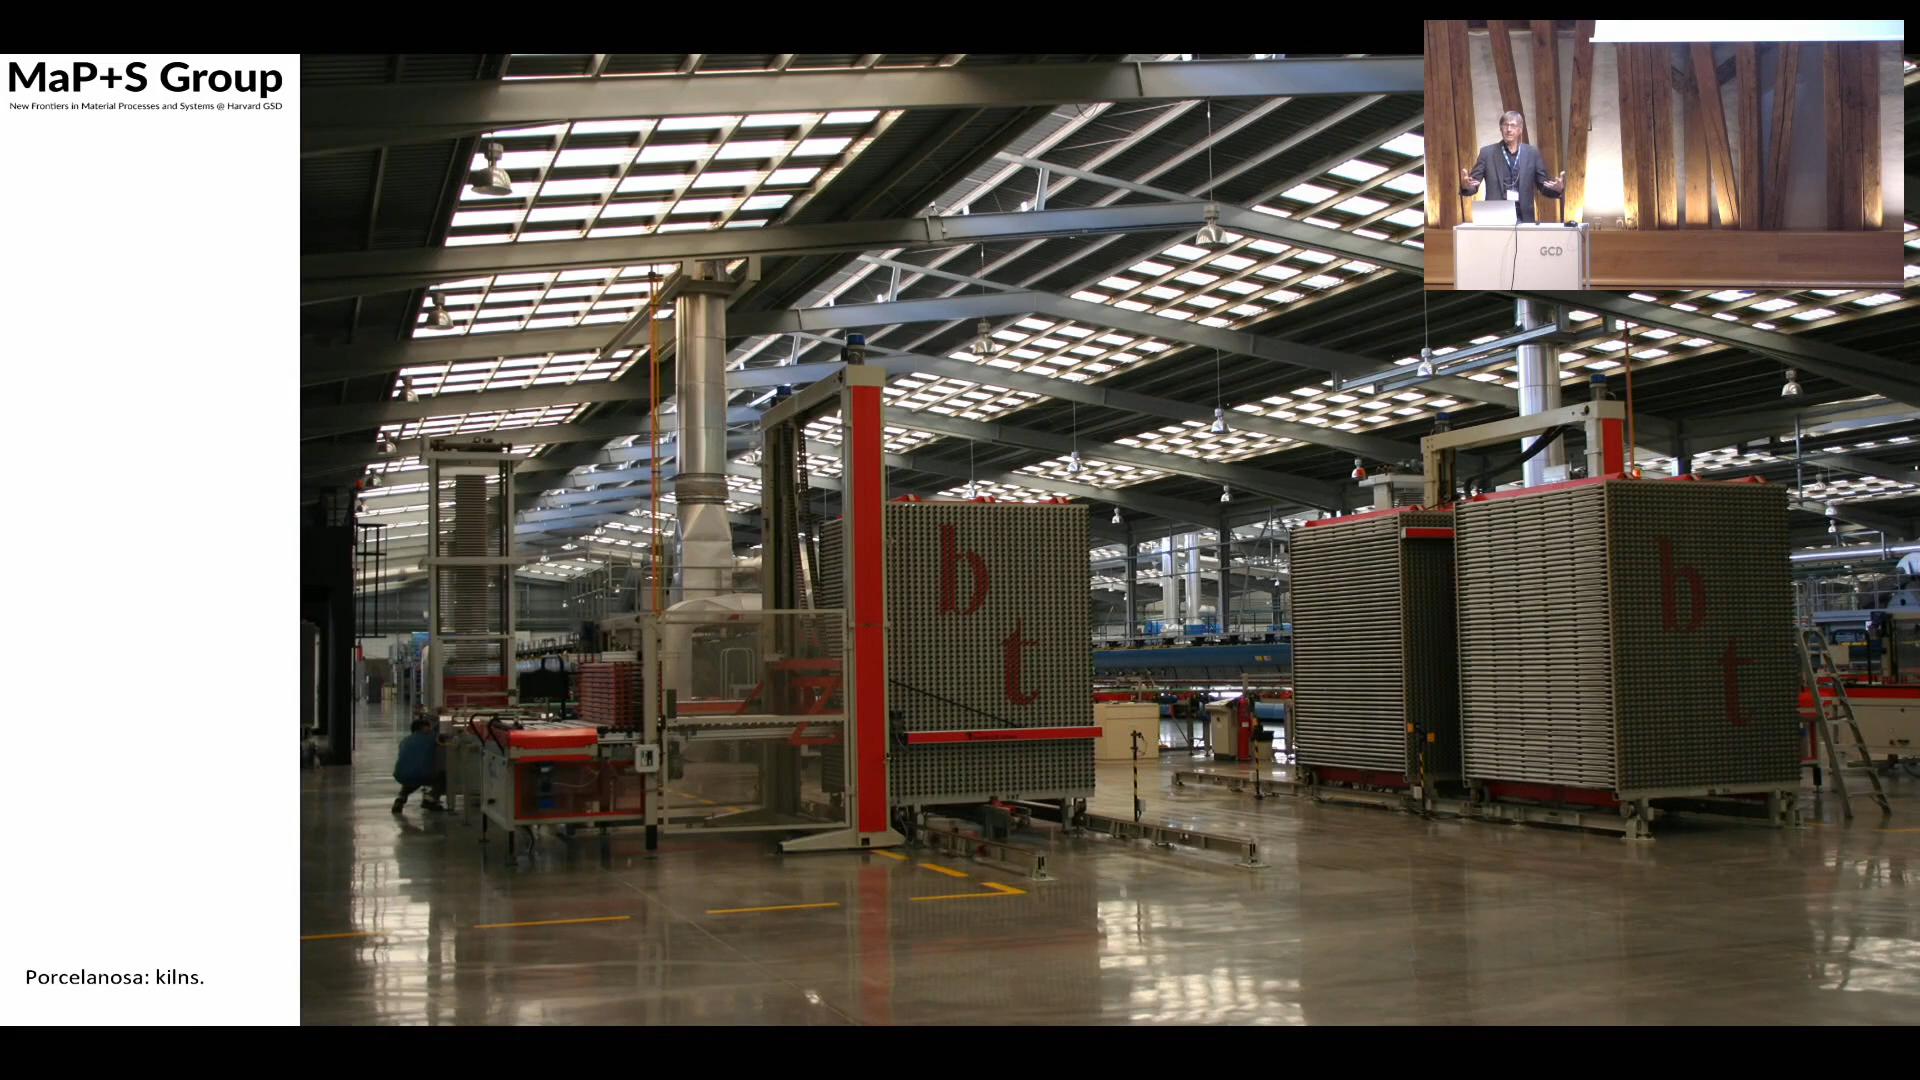 MaP+S Group
New Frontiers in Material Processes and Systems @ Harvard GSD
GCD
b
t
b
t
Porcelanosa: kilns.